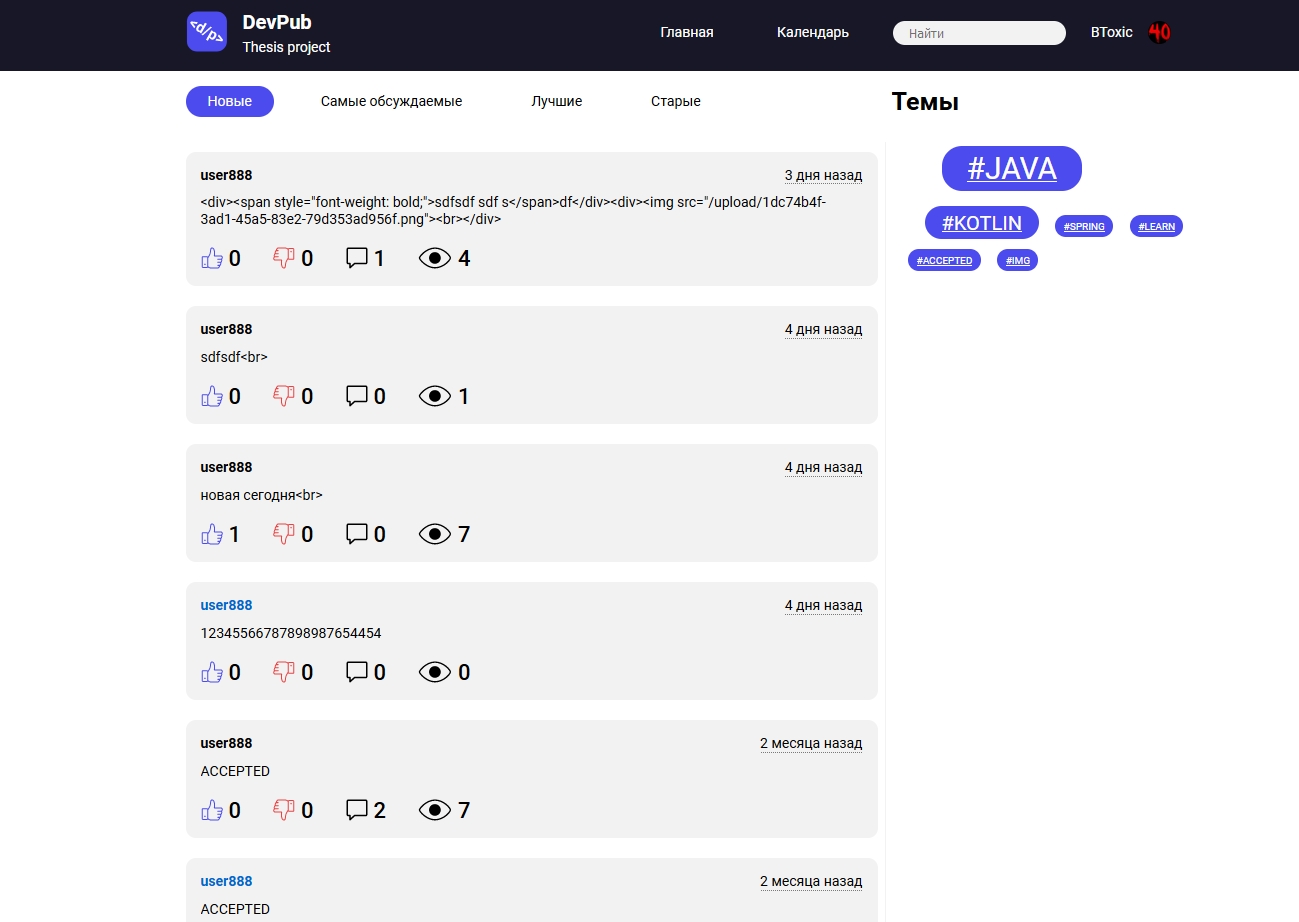 <d/p>
DevPub
Thesis project
Главная
Календарь
Найти
BToxic
40
Новые
Самые обсуждаемые
Лучшие
Старые
Темы
user888
3 дня назад
<div><span style="font-weight: bold;">sdfsdf sdf s</span>df</div><div><img src="/upload/1dc74b4f-
3ad1-45a5-83e2-79d353ad956f.png"><br></div>
0 0 1 4
user888
4 дня назад
sdfsdf<br>
0 0 0 1
user888
4 дня назад
новая сегодня<br>
1 0 0 7
user888
4 дня назад
12345566787898987654454
0 0 0 0
user888
2 месяца назад
ACCEPTED
0 0 2 7
user888
2 месяца назад
ACCEPTED
#JAVA
#KOTLIN #SPRING #LEARN
#ACCEPTED #IMG